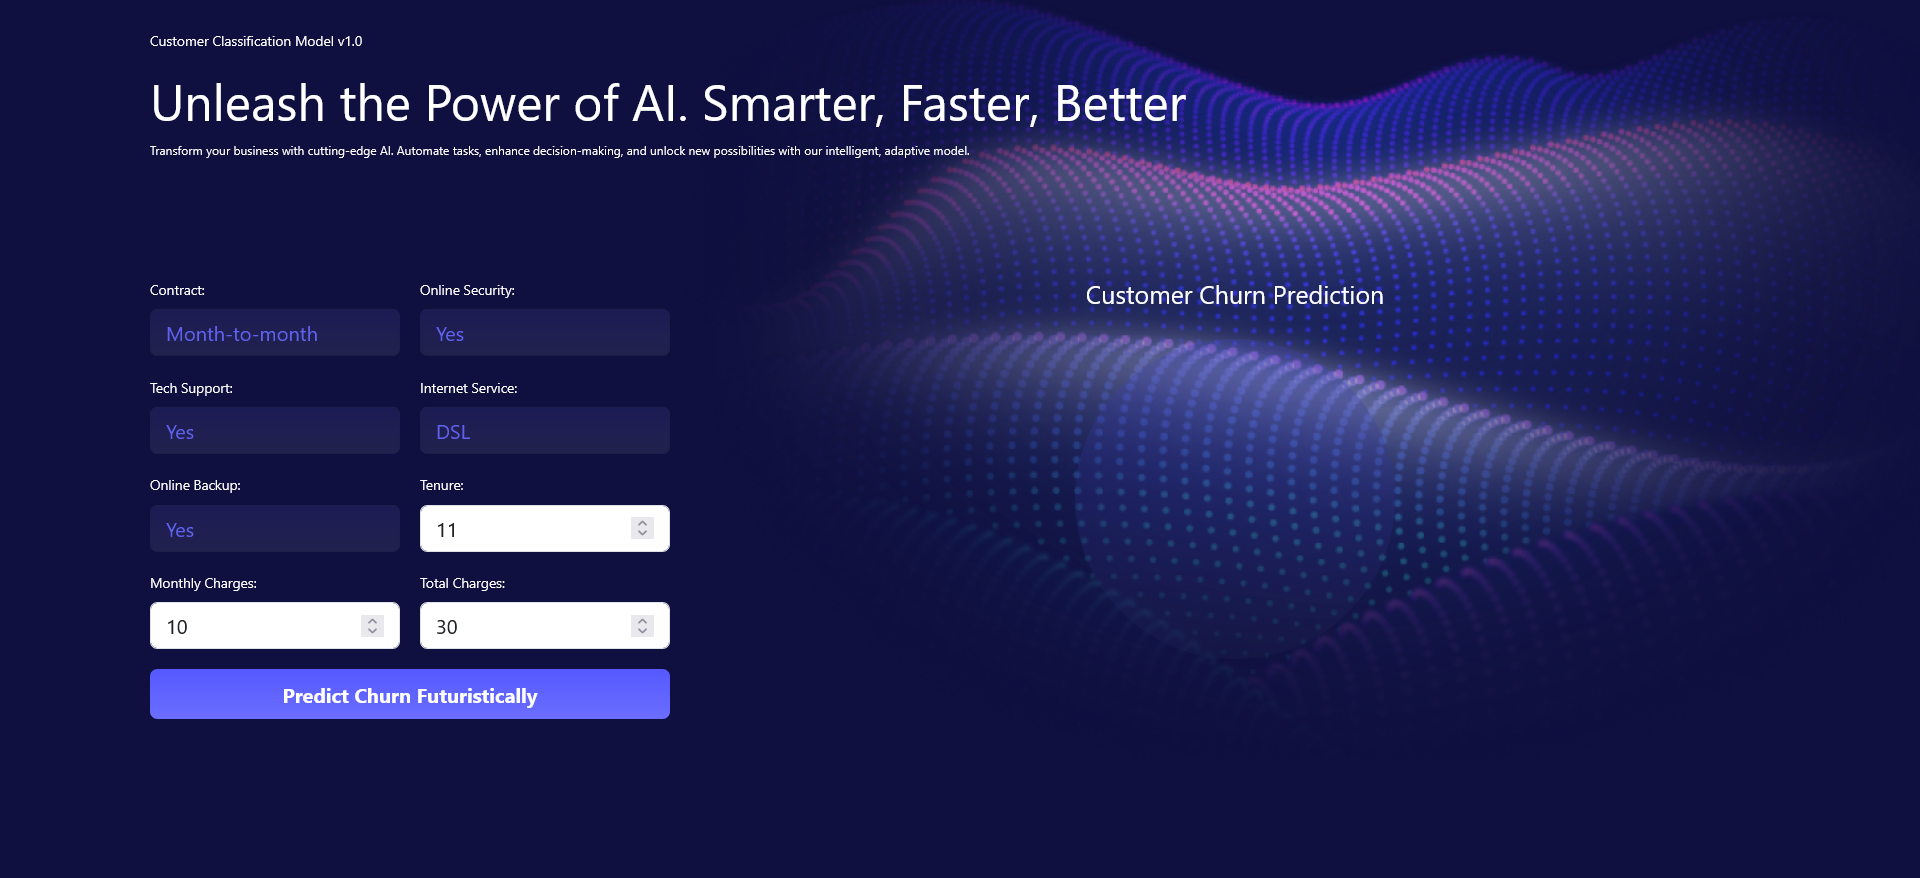 Customer Classification Model v1.0
Unleash the Power of AI. Smarter, Faster, Better
Transform your business with cutting-edge AI. Automate tasks, enhance decision-making, and unlock new possibilities with our intelligent, adaptive model.
Contract:
Month-to-month
Online Security:
Yes
Tech Support:
Yes
Internet Service:
DSL
Online Backup:
Yes
Tenure:
11
Monthly Charges:
10
Total Charges:
30
Predict Churn Futuristically
Customer Churn Prediction